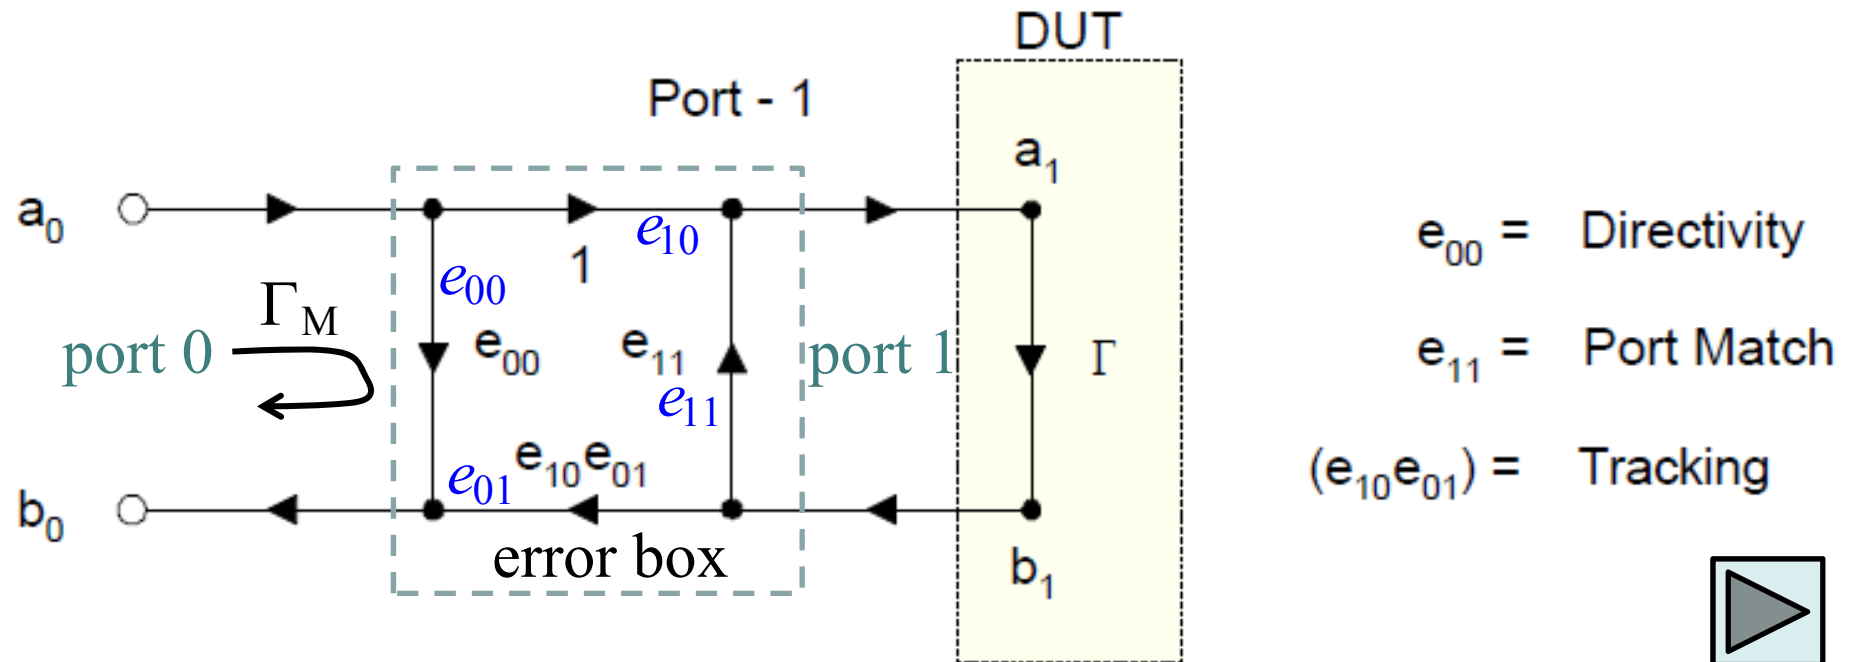 DUT
Port - 1
a1
a0
e10
1
e00
ΓM
port 0
e00
e11
port 1
Γ
e11
e01
e10e01
b0
error box
b1
e00 = Directivity
e11 = Port Match
(e10e01) = Tracking